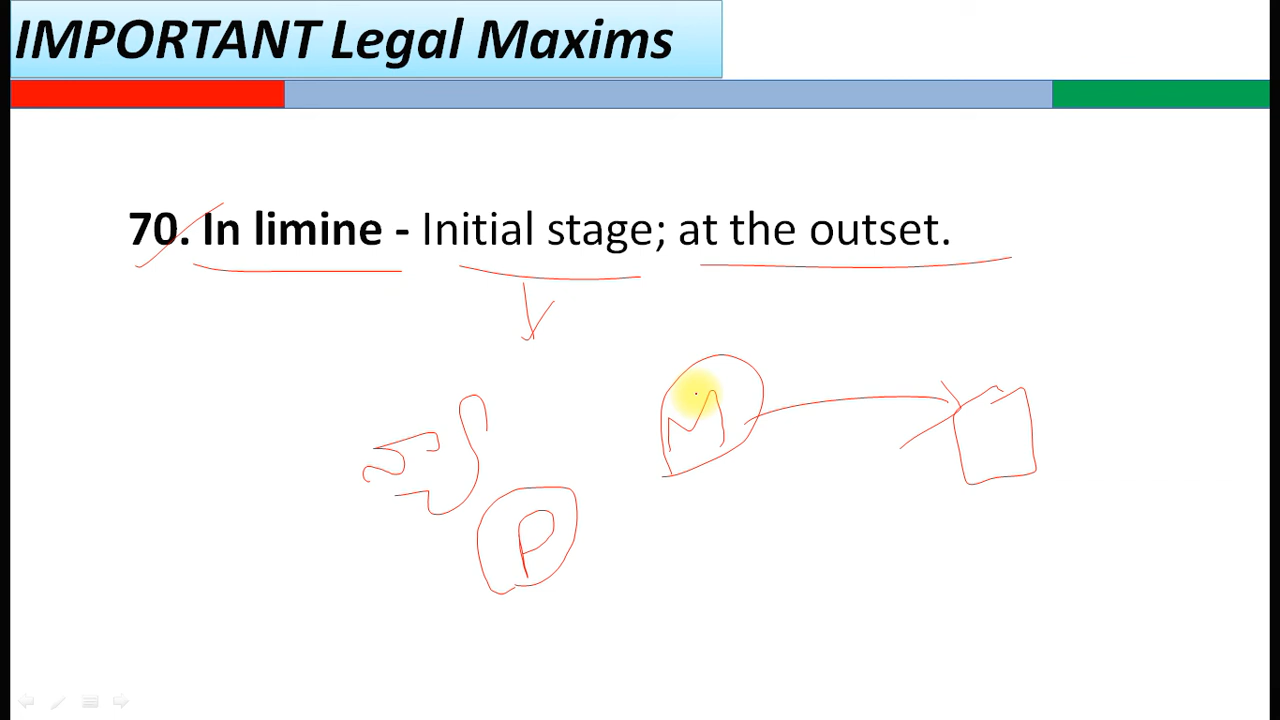 IMPORTANT Legal Maxims
70. In limine - Initial stage; at the outset.
M
P